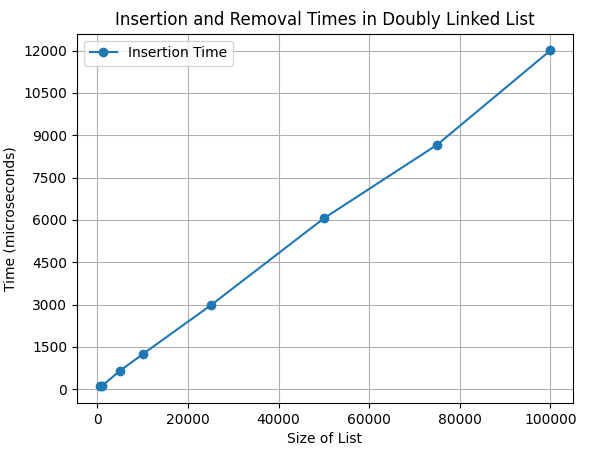 Insertion and Removal Times in Doubly Linked List
Insertion Time
Time (microseconds)
12000
10500
9000
7500
6000
4500
3000
1500
0
0 20000 40000 60000 80000 100000
Size of List